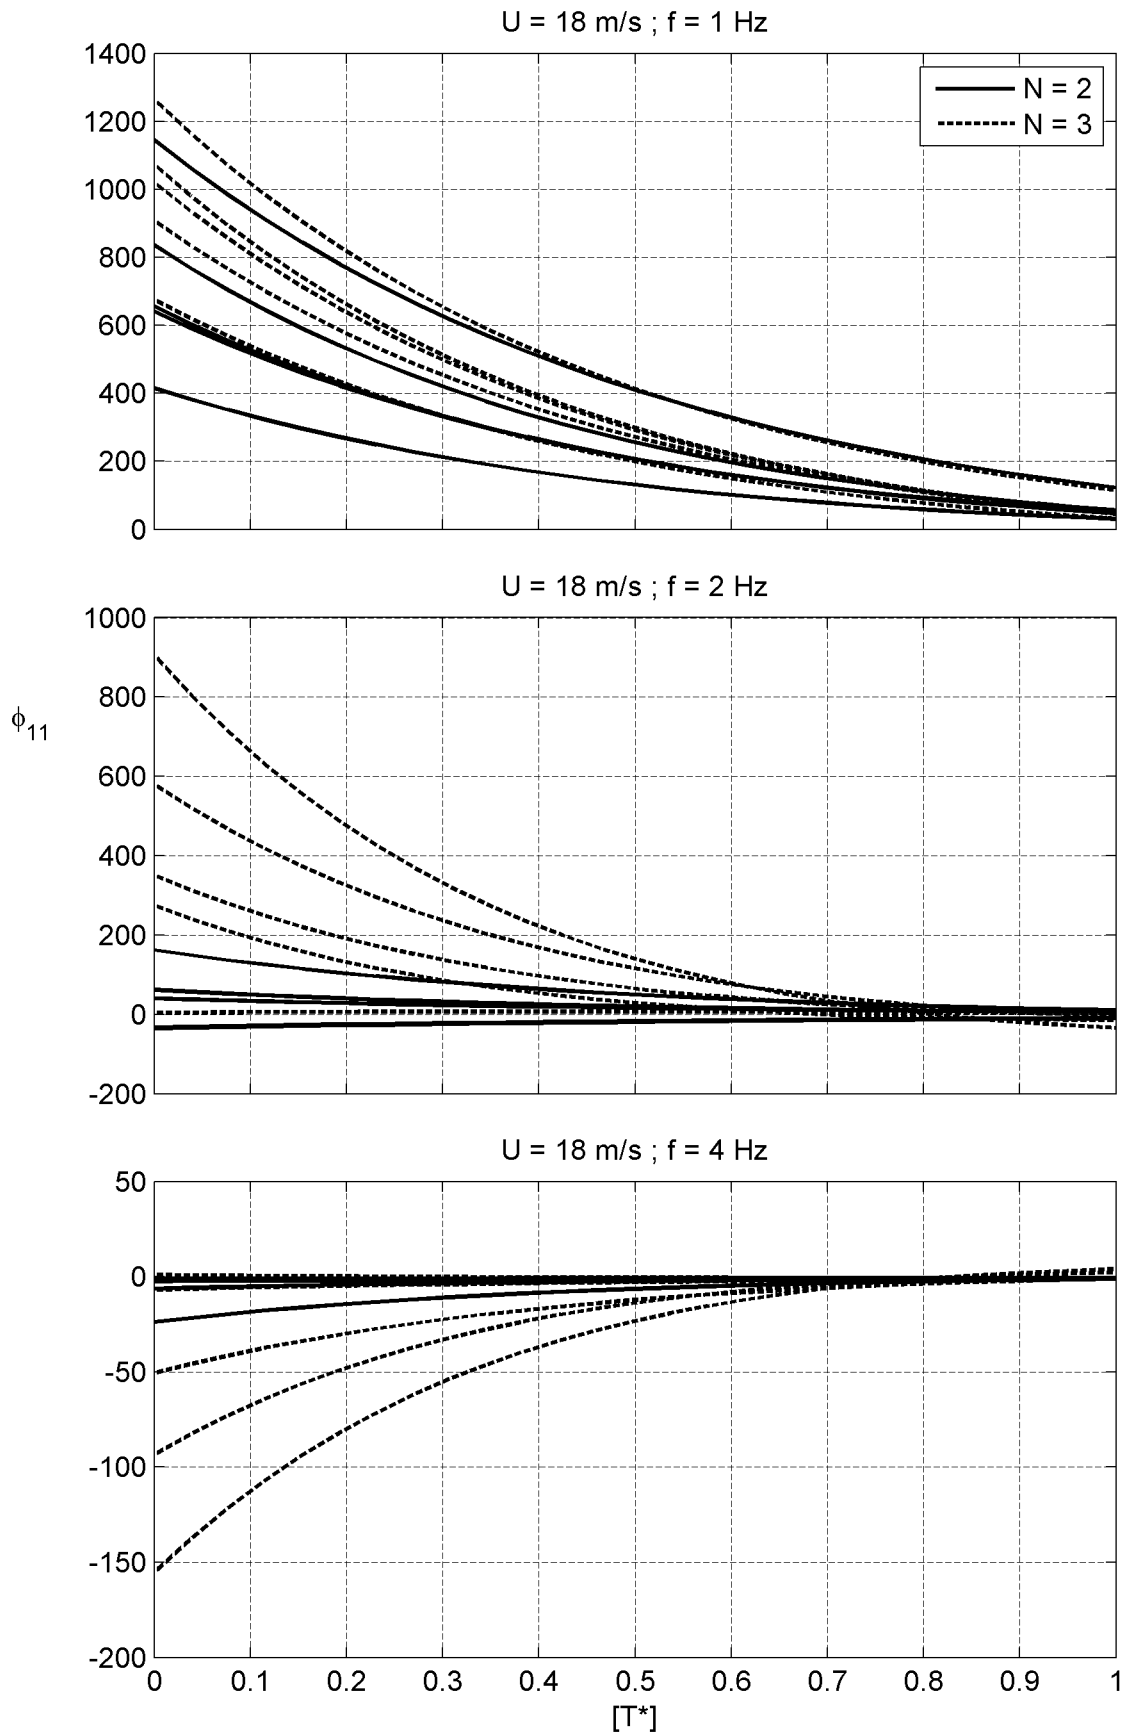 U = 18 m/s ; f = 1 Hz
1400
1200
1000
800
600
400
200
0
N = 2
N = 3
U = 18 m/s ; f = 2 Hz
1000
800
600
400
200
0
-200
ϕ11
U = 18 m/s ; f = 4 Hz
50
0
-50
-100
-150
-200
0 0.1 0.2 0.3 0.4 0.5 0.6 0.7 0.8 0.9 1
[T*]